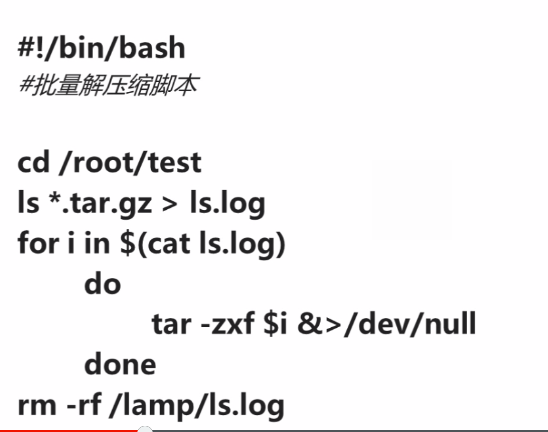 #!/bin/bash
#批量解压缩脚本
cd /root/test
ls *.tar.gz > ls.log
for i in $(cat ls.log)
do
tar -zxf $i &>/dev/null
done
rm -rf /lamp/ls.log